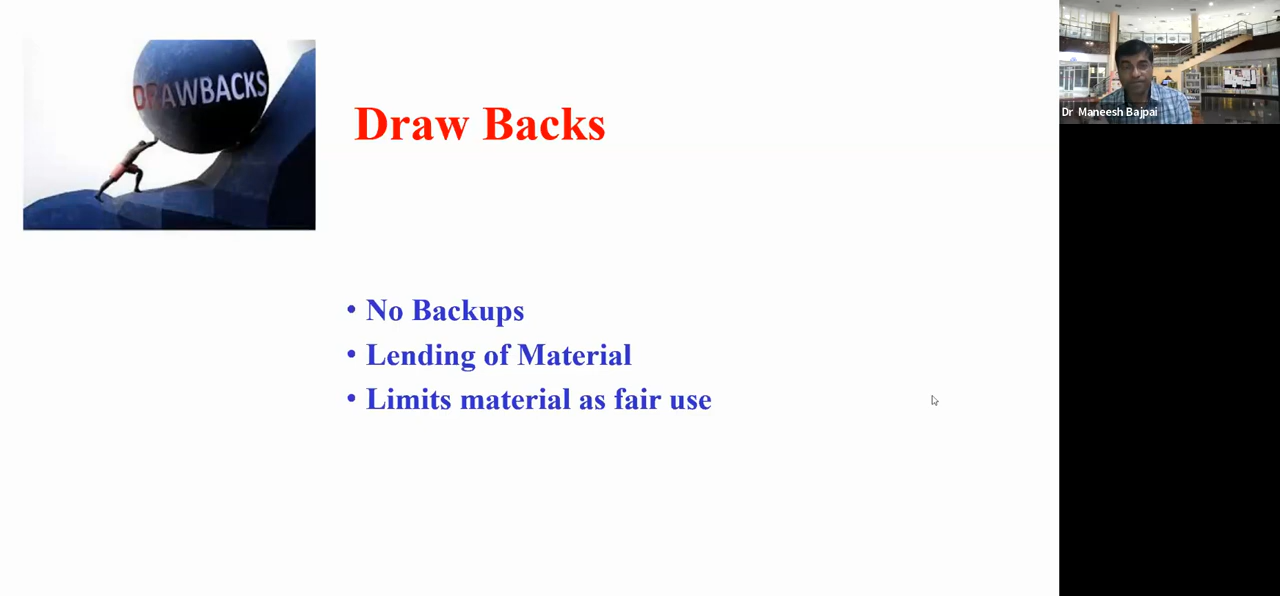 DRAWBACKS
Draw Backs
• No Backups
• Lending of Material
• Limits material as fair use
Dr Maneesh Bajpai